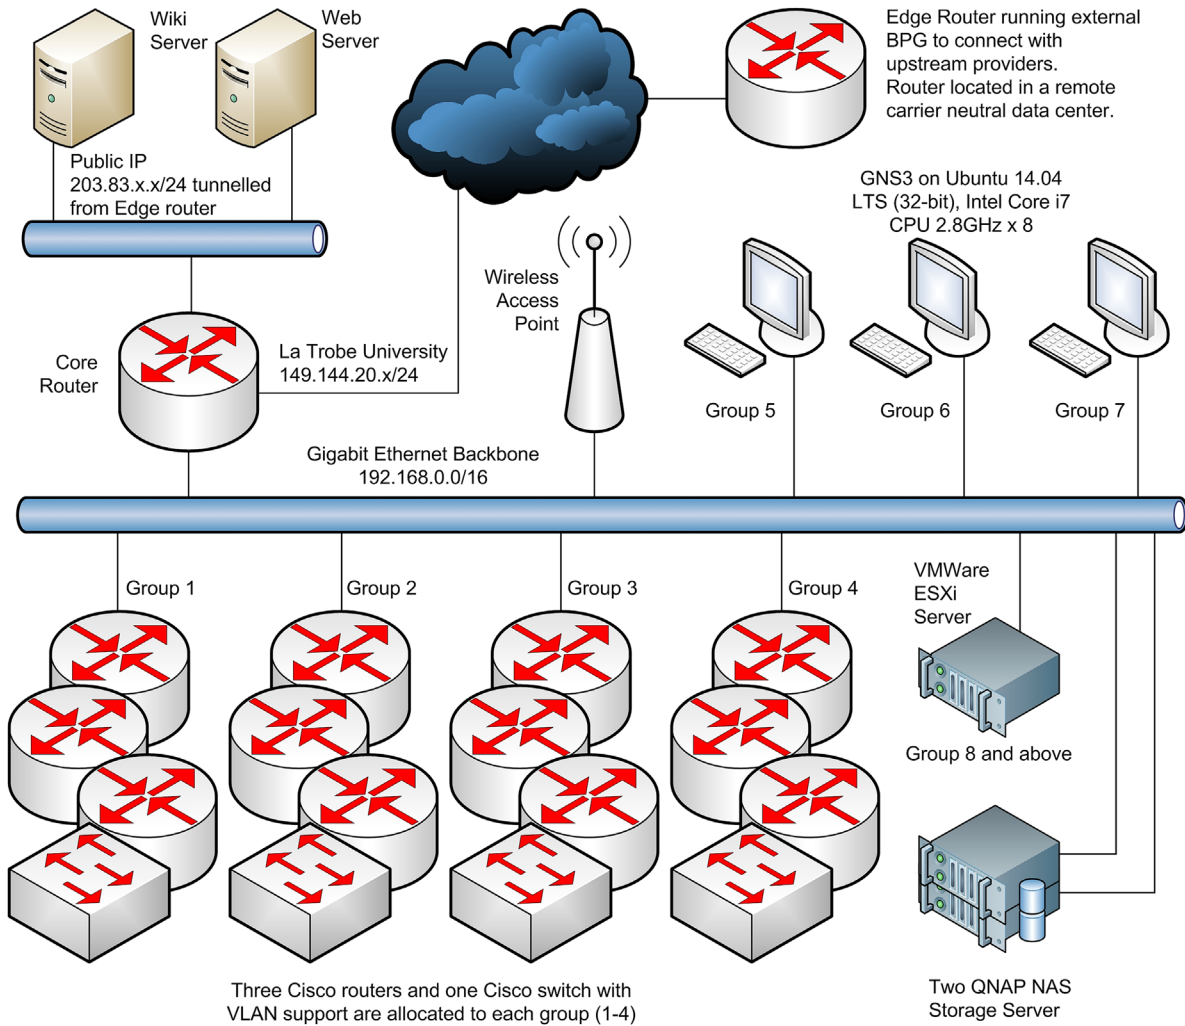 Wiki
Server
Web
Server
Edge Router running external
BPG to connect with
upstream providers.
Router located in a remote
carrier neutral data center.
Public IP
203.83.x.x/24 tunnelled
from Edge router
GNS3 on Ubuntu 14.04
LTS (32-bit), Intel Core i7
CPU 2.8GHz x 8
Wireless
Access
Point
Core
Router
La Trobe University
149.144.20.x/24
Group 5
Group 6
Group 7
Gigabit Ethernet Backbone
192.168.0.0/16
Group 1
Group 2
Group 3
Group 4
VMWare
ESXi
Server
Group 8 and above
Three Cisco routers and one Cisco switch with
VLAN support are allocated to each group (1-4)
Two QNAP NAS
Storage Server